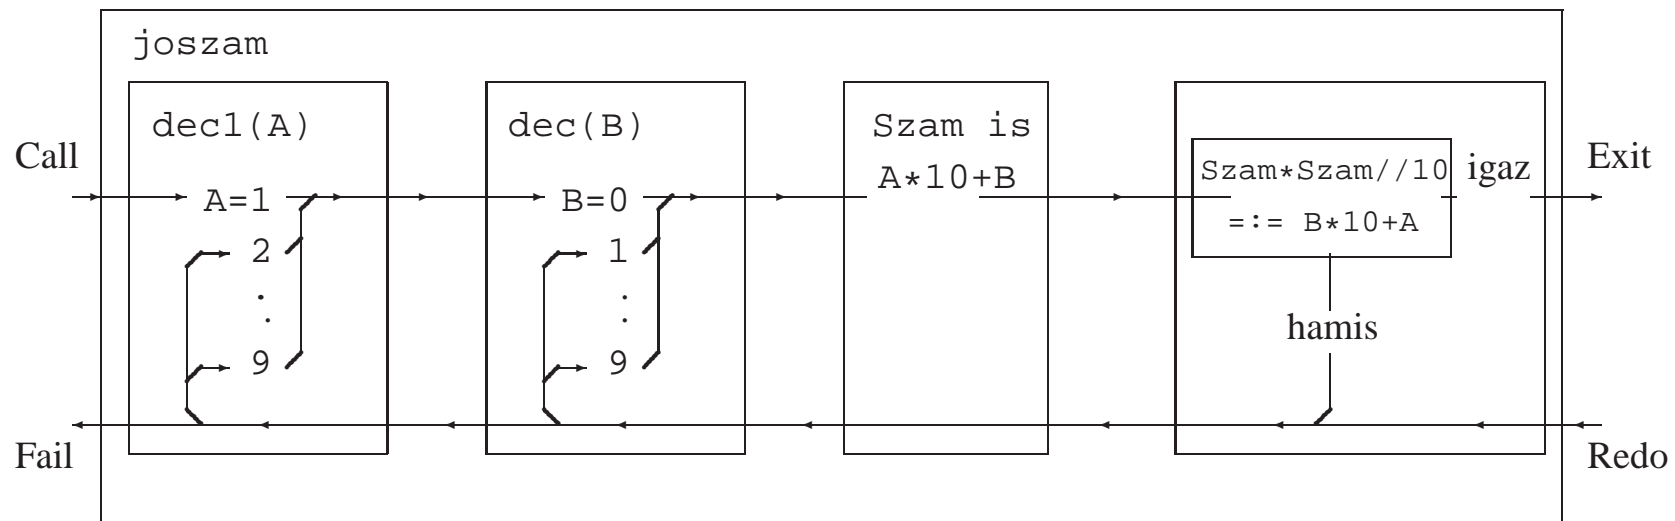 joszam
dec1(A)
dec(B)
Szam is
A*10+B
Call
Szam*Szam//10
=:= B*10+A
igaz
Exit
A=1
2
.
.
9
B=0
1
.
.
9
hamis
Fail
Redo